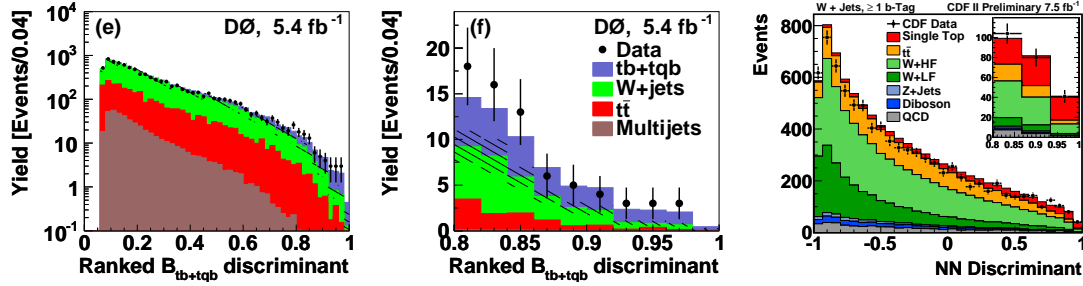 (e) DØ, 5.4 fb⁻¹
Yield [Events/0.04]
10⁴
10³
10²
10
1
10⁻¹
0 0.2 0.4 0.6 0.8 1
Ranked B_tb+tqb discriminant
(f) DØ, 5.4 fb⁻¹
Data
tb+tqb
W+jets
tt̄
Multijets
Yield [Events/0.04]
20
15
10
5
0
0.8 0.85 0.9 0.95 1
Ranked B_tb+tqb discriminant
W + Jets, ≥ 1 b-Tag CDF II Preliminary 7.5 fb⁻¹
CDF Data
Single Top
tt̄
W+HF
W+LF
Z+Jets
Diboson
QCD
100
80
60
40
20
0
0.8 0.85 0.9 0.95 1
Events
800
600
400
200
0
-1 -0.5 0 0.5 1
NN Discriminant